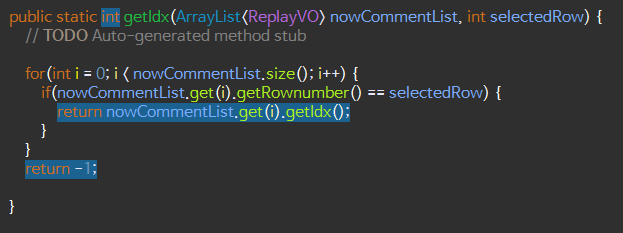 public static int getIdx(ArrayList<ReplayVO> nowCommentList, int selectedRow) {
// TODO Auto-generated method stub
for(int i = 0; i < nowCommentList.size(); i++) {
if(nowCommentList.get(i).getRownumber() == selectedRow) {
return nowCommentList.get(i).getIdx();
}
}
return -1;
}